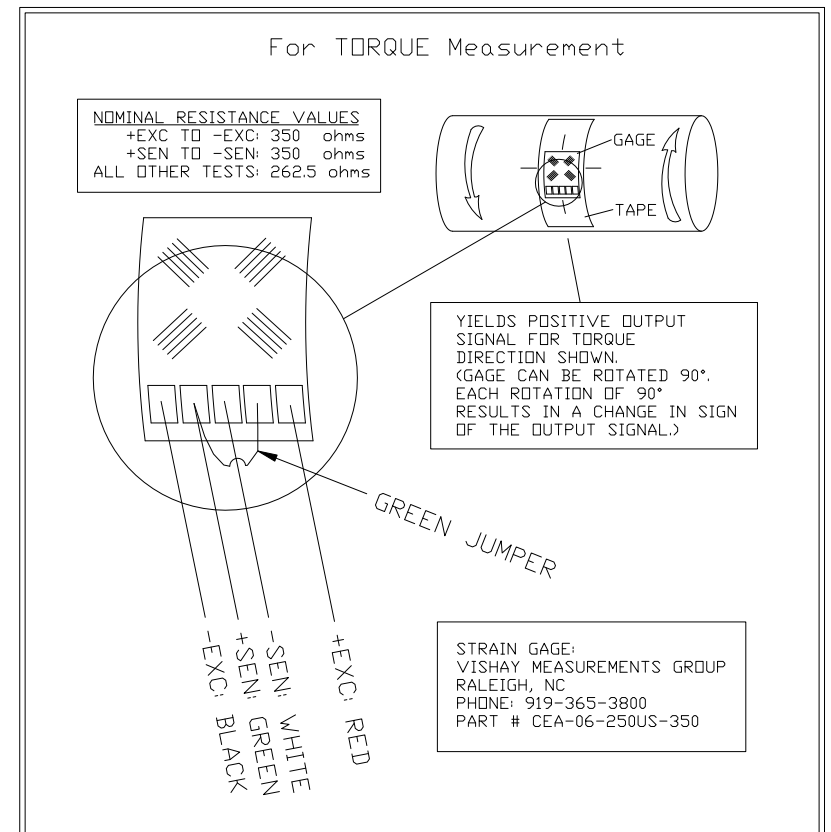 For TORQUE Measurement
NOMINAL RESISTANCE VALUES
+EXC TO -EXC: 350 ohms
+SEN TO -SEN: 350 ohms
ALL OTHER TESTS: 262.5 ohms
GAGE
TAPE
YIELDS POSITIVE OUTPUT
SIGNAL FOR TORQUE
DIRECTION SHOWN.
(GAGE CAN BE ROTATED 90°.
EACH ROTATION OF 90°
RESULTS IN A CHANGE IN SIGN
OF THE OUTPUT SIGNAL.)
GREEN JUMPER
-EXC: BLACK
+SEN: GREEN
-SEN: WHITE
+EXC: RED
STRAIN GAGE:
VISHAY MEASUREMENTS GROUP
RALEIGH, NC
PHONE: 919-365-3800
PART # CEA-06-250US-350